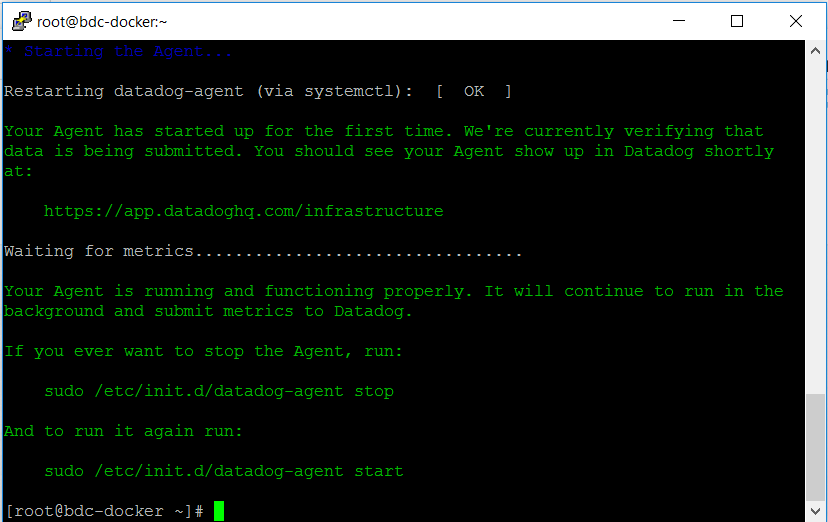 root@bdc-docker:~
* Starting the Agent...
Restarting datadog-agent (via systemctl):  [  OK  ]
Your Agent has started up for the first time. We're currently verifying that
data is being submitted. You should see your Agent show up in Datadog shortly
at:
https://app.datadoghq.com/infrastructure
Waiting for metrics.................................
Your Agent is running and functioning properly. It will continue to run in the
background and submit metrics to Datadog.
If you ever want to stop the Agent, run:
sudo /etc/init.d/datadog-agent stop
And to run it again run:
sudo /etc/init.d/datadog-agent start
[root@bdc-docker ~]#